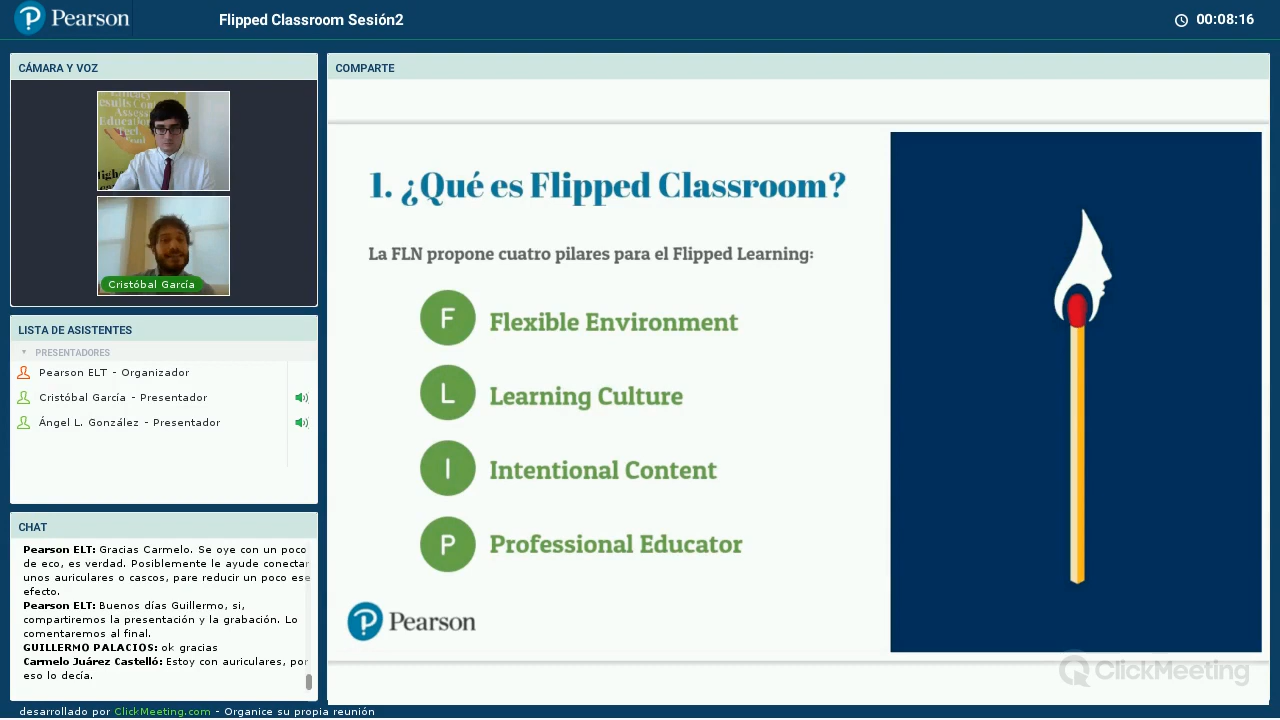 Pearson
Flipped Classroom Sesión2
00:08:16
CÁMARA Y VOZ
Cristóbal García
LISTA DE ASISTENTES
PRESENTADORES
Pearson ELT - Organizador
Cristóbal García - Presentador
Ángel L. González - Presentador
CHAT
Pearson ELT: Gracias Carmelo. Se oye con un poco
de eco, es verdad. Posiblemente le ayude conectar
unos auriculares o cascos, pare reducir un poco ese
efecto.
Pearson ELT: Buenos días Guillermo, si,
compartiremos la presentación y la grabación. Lo
comentaremos al final.
GUILLERMO PALACIOS: ok gracias
Carmelo Juárez Castelló: Estoy con auriculares, por
eso lo decía.
COMPARTE
1. ¿Qué es Flipped Classroom?
La FLN propone cuatro pilares para el Flipped Learning:
F Flexible Environment
L Learning Culture
I Intentional Content
P Professional Educator
Pearson
ClickMeeting
desarrollado por ClickMeeting.com - Organice su propia reunión